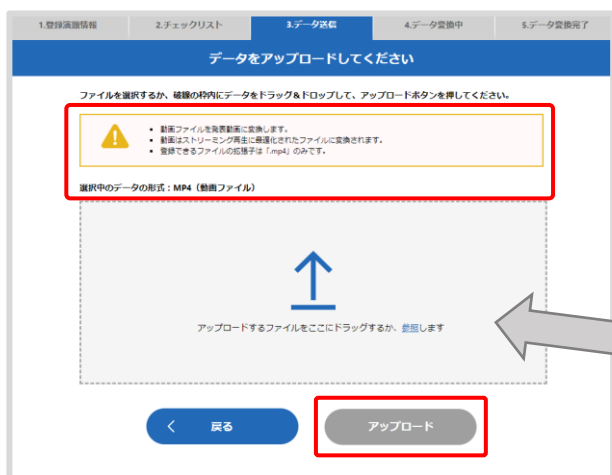 1.登録演題情報
2.チェックリスト
3.データ送信
4.データ変換中
5.データ変換完了
データをアップロードしてください
ファイルを選択するか、破線の枠内にデータをドラッグ&ドロップして、アップロードボタンを押してください。
▪ 動画ファイルを発表動画に変換します。
▪ 動画はストリーミング再生に最適化されたファイルに変換されます。
▪ 登録できるファイルの拡張子は「.mp4」のみです。
選択中のデータの形式:MP4(動画ファイル)
アップロードするファイルをここにドラッグするか、参照します
戻る
アップロード